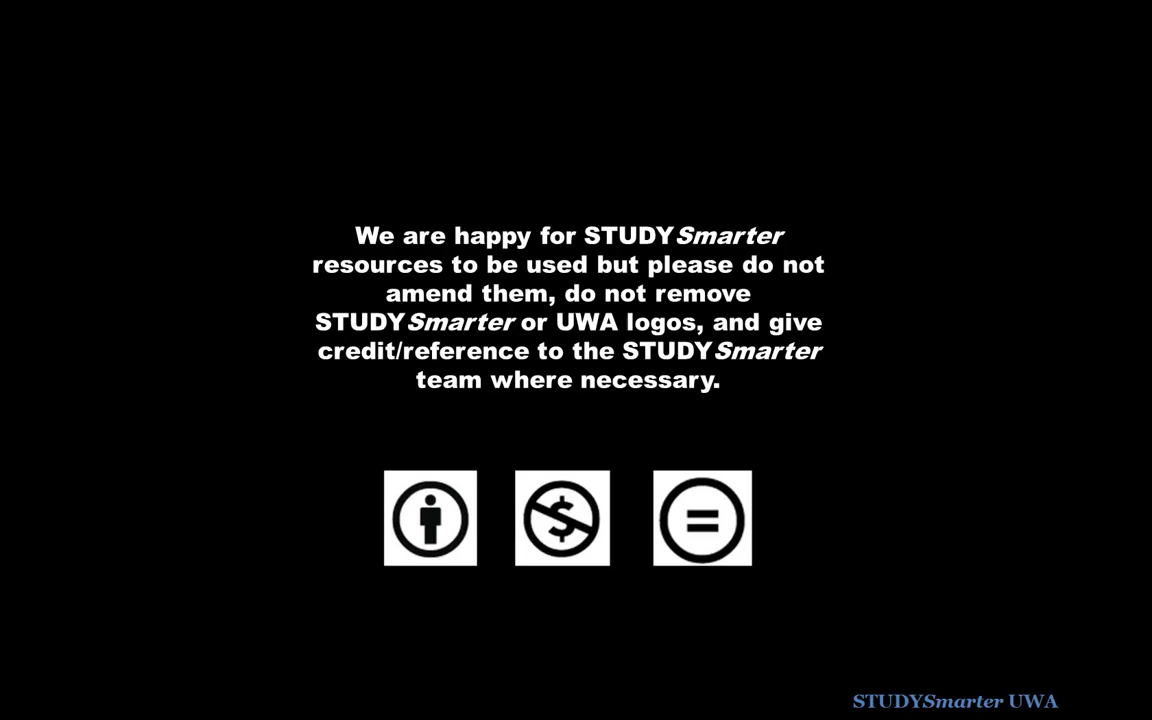 We are happy for STUDYSmarter
resources to be used but please do not
amend them, do not remove
STUDYSmarter or UWA logos, and give
credit/reference to the STUDYSmarter
team where necessary.
STUDYSmarter UWA